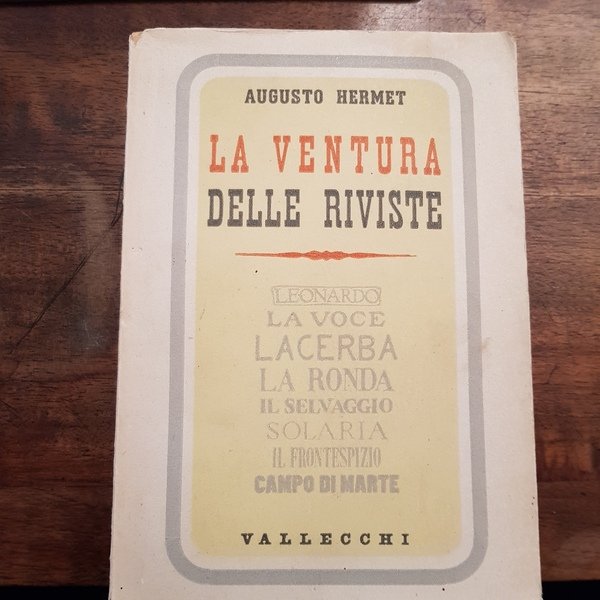 AUGUSTO HERMET
LA VENTURA
DELLE RIVISTE
LEONARDO
LA VOCE
LACERBA
LA RONDA
IL SELVAGGIO
SOLARIA
IL FRONTESPIZIO
CAMPO DI MARTE
VALLECCHI